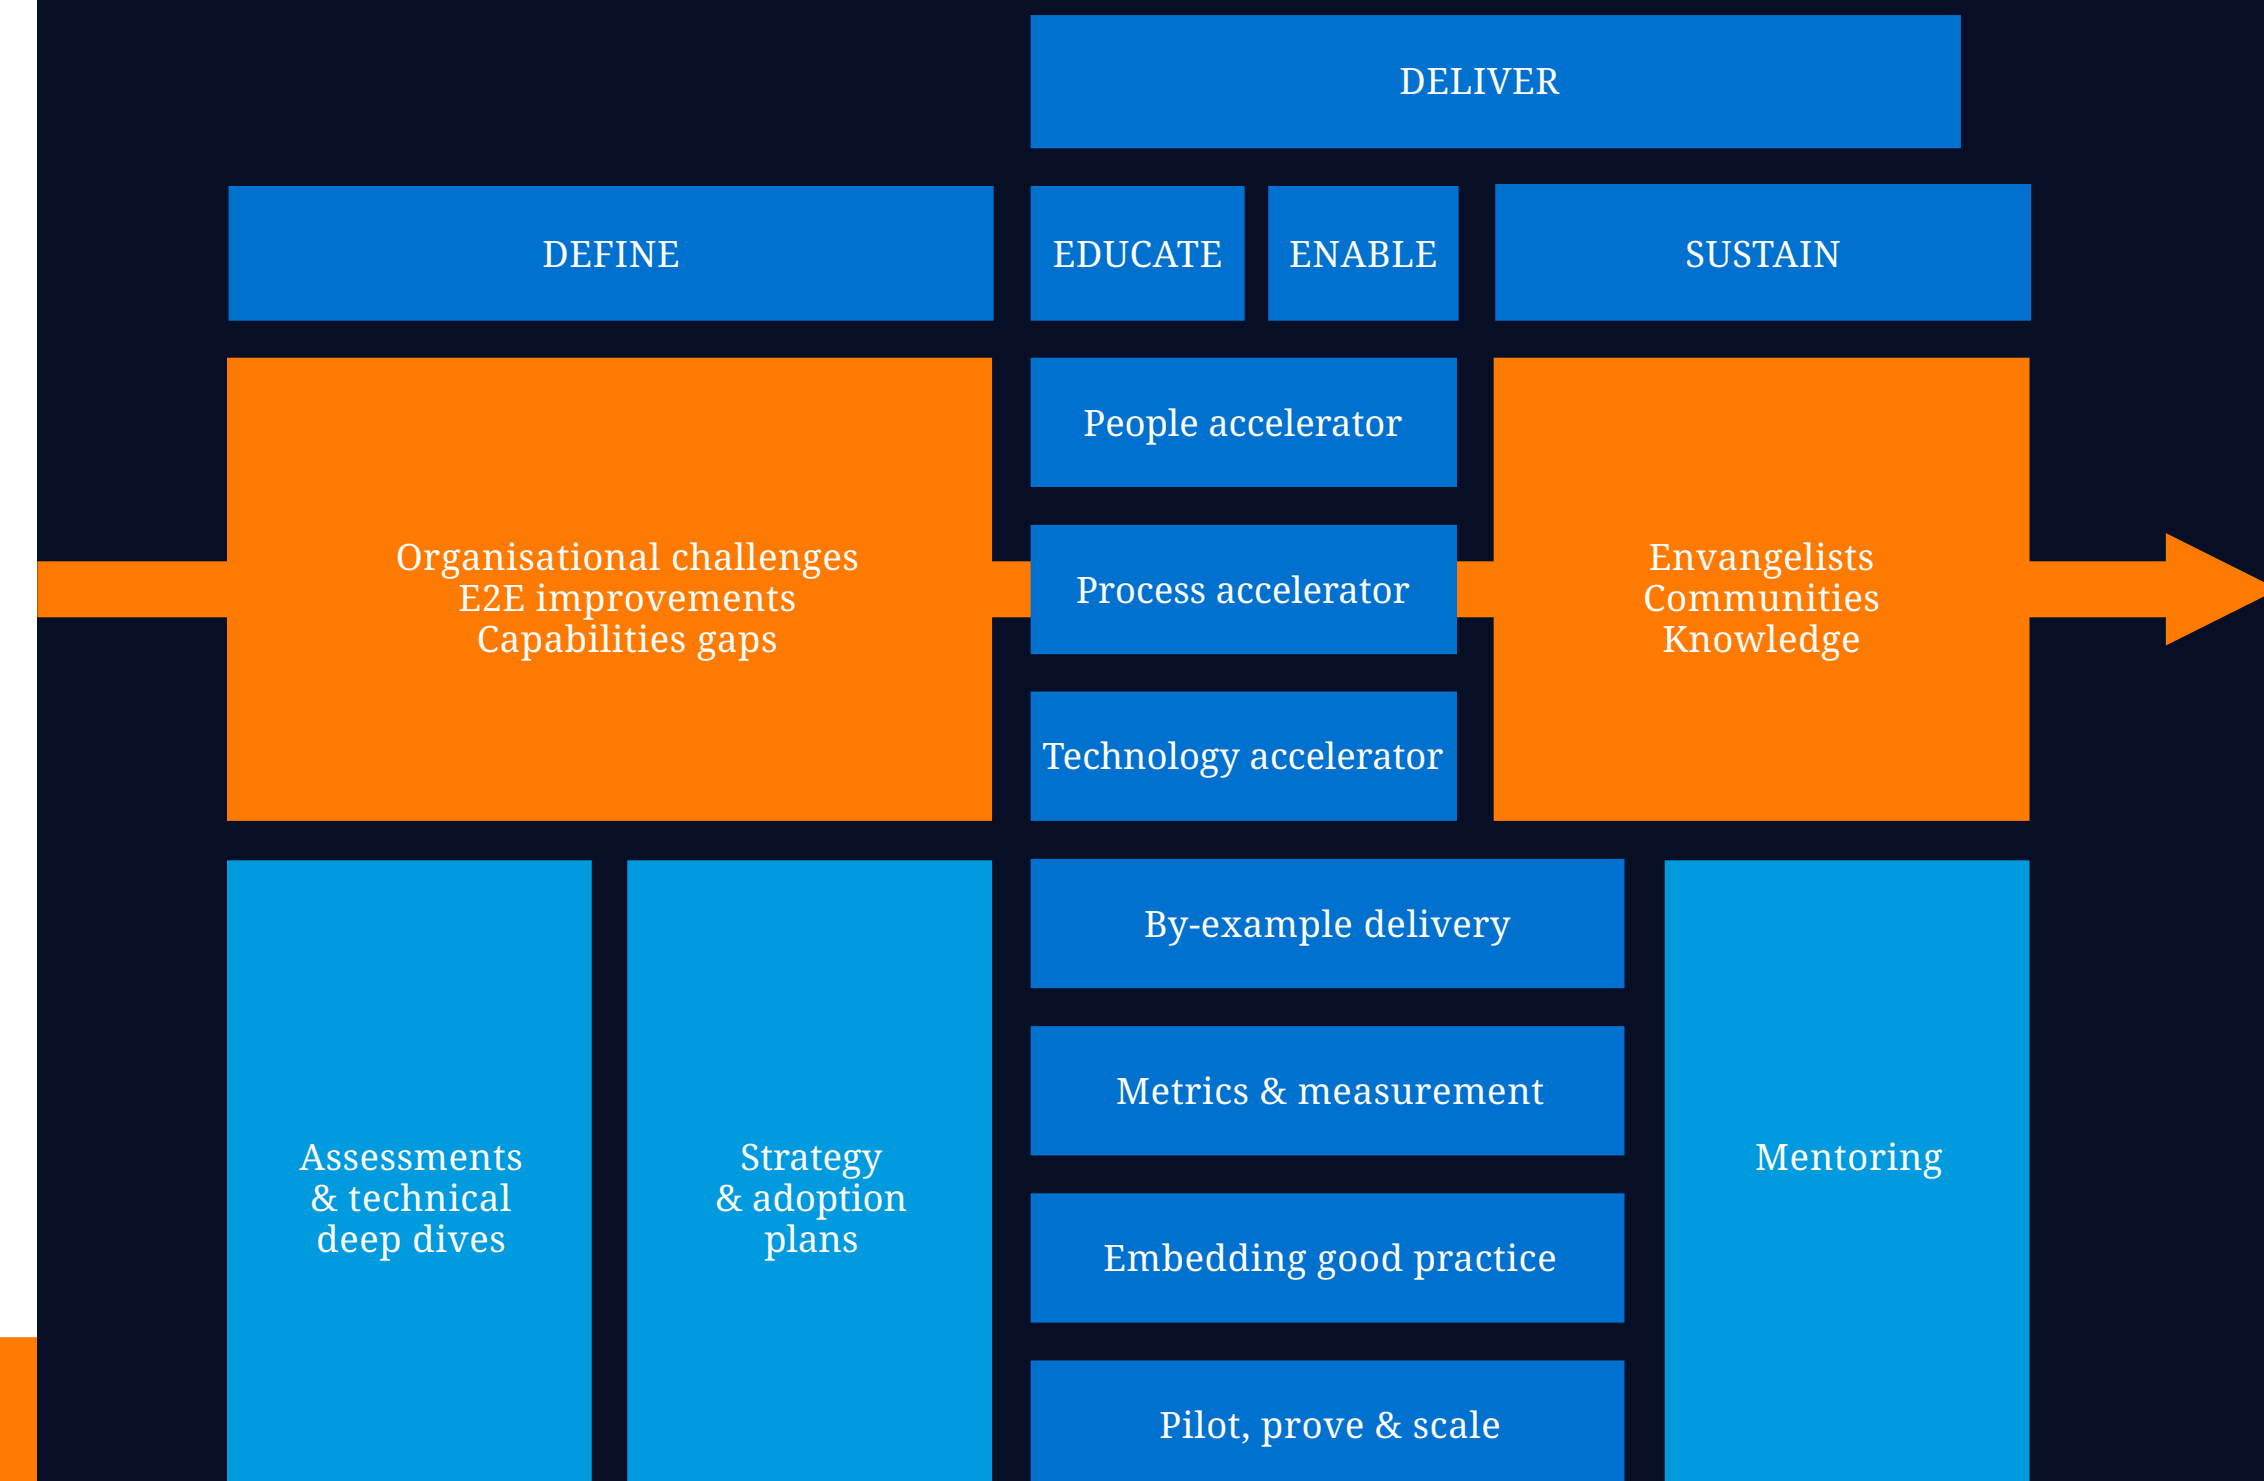 DELIVER
DEFINE
EDUCATE
ENABLE
SUSTAIN
Organisational challenges
E2E improvements
Capabilities gaps
People accelerator
Process accelerator
Technology accelerator
Envangelists
Communities
Knowledge
Assessments
& technical
deep dives
Strategy
& adoption
plans
By-example delivery
Metrics & measurement
Embedding good practice
Pilot, prove & scale
Mentoring